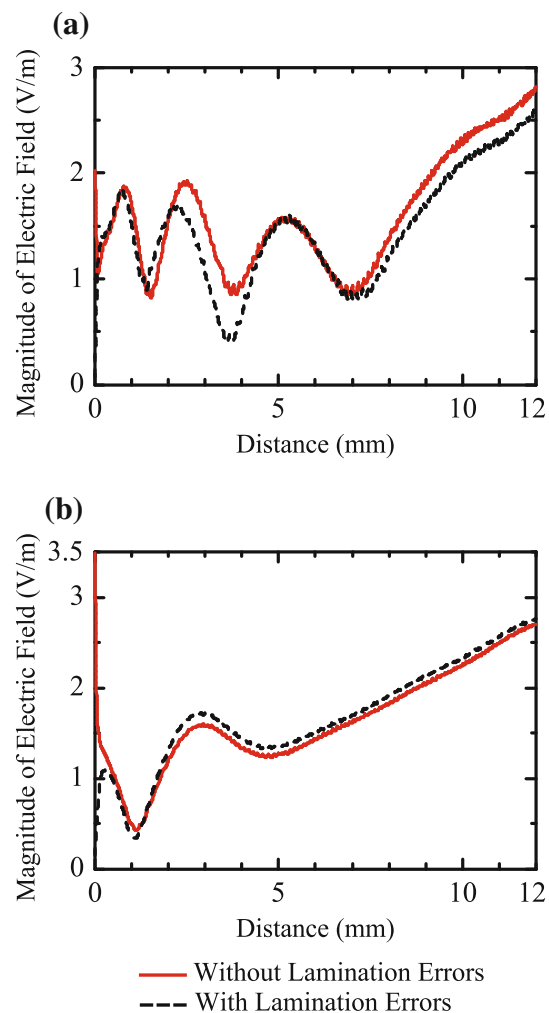 (a)
Magnitude of Electric Field (V/m)
3
2
1
0
0
5
10
12
Distance (mm)
(b)
Magnitude of Electric Field (V/m)
3.5
3
2
1
0
0
5
10
12
Distance (mm)
Without Lamination Errors
With Lamination Errors